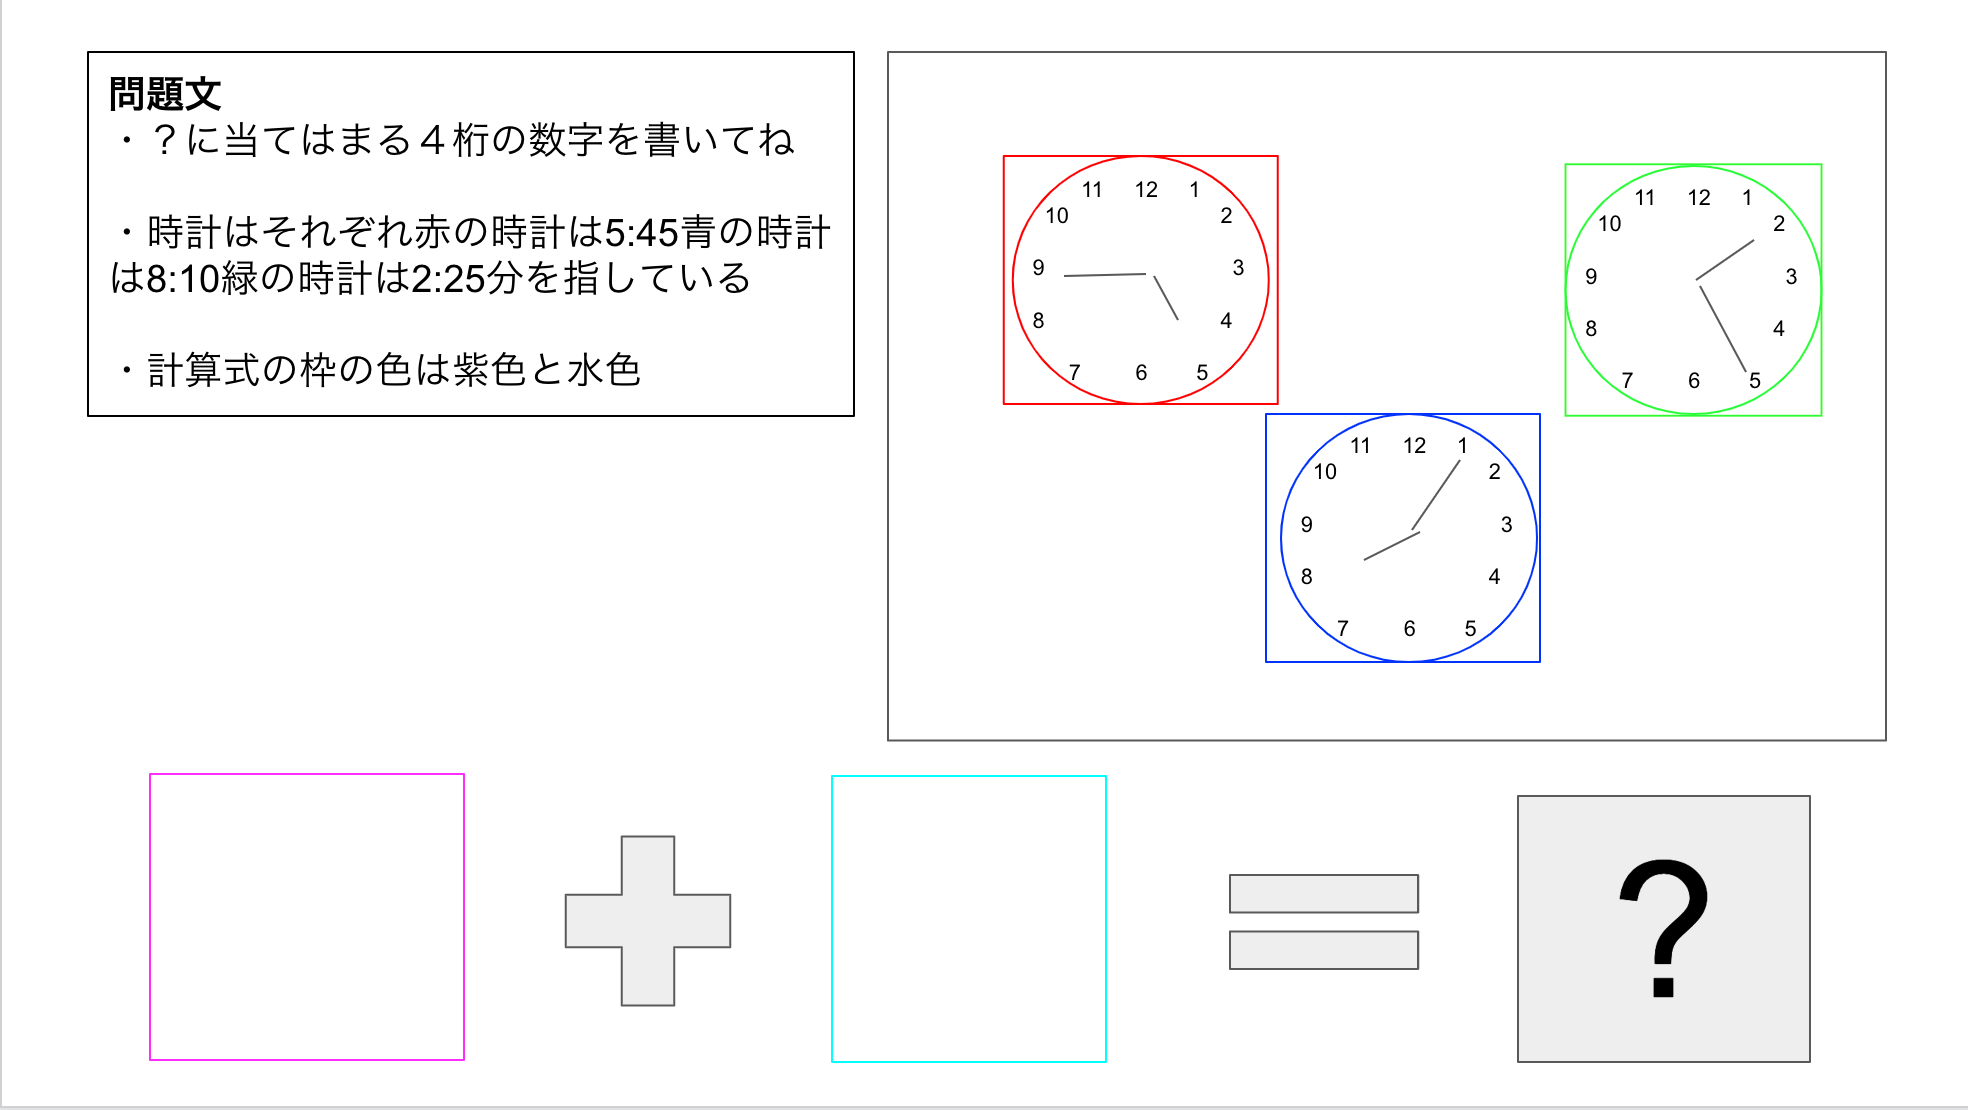 問題文
・？に当てはまる４桁の数字を書いてね
・時計はそれぞれ赤の時計は5:45青の時計
は8:10緑の時計は2:25分を指している
・計算式の枠の色は紫色と水色
11 12 1
10 2
9 3
8 4
7 6 5
11 12 1
10 2
9 3
8 4
7 6 5
11 12 1
10 2
9 3
8 4
7 6 5
?